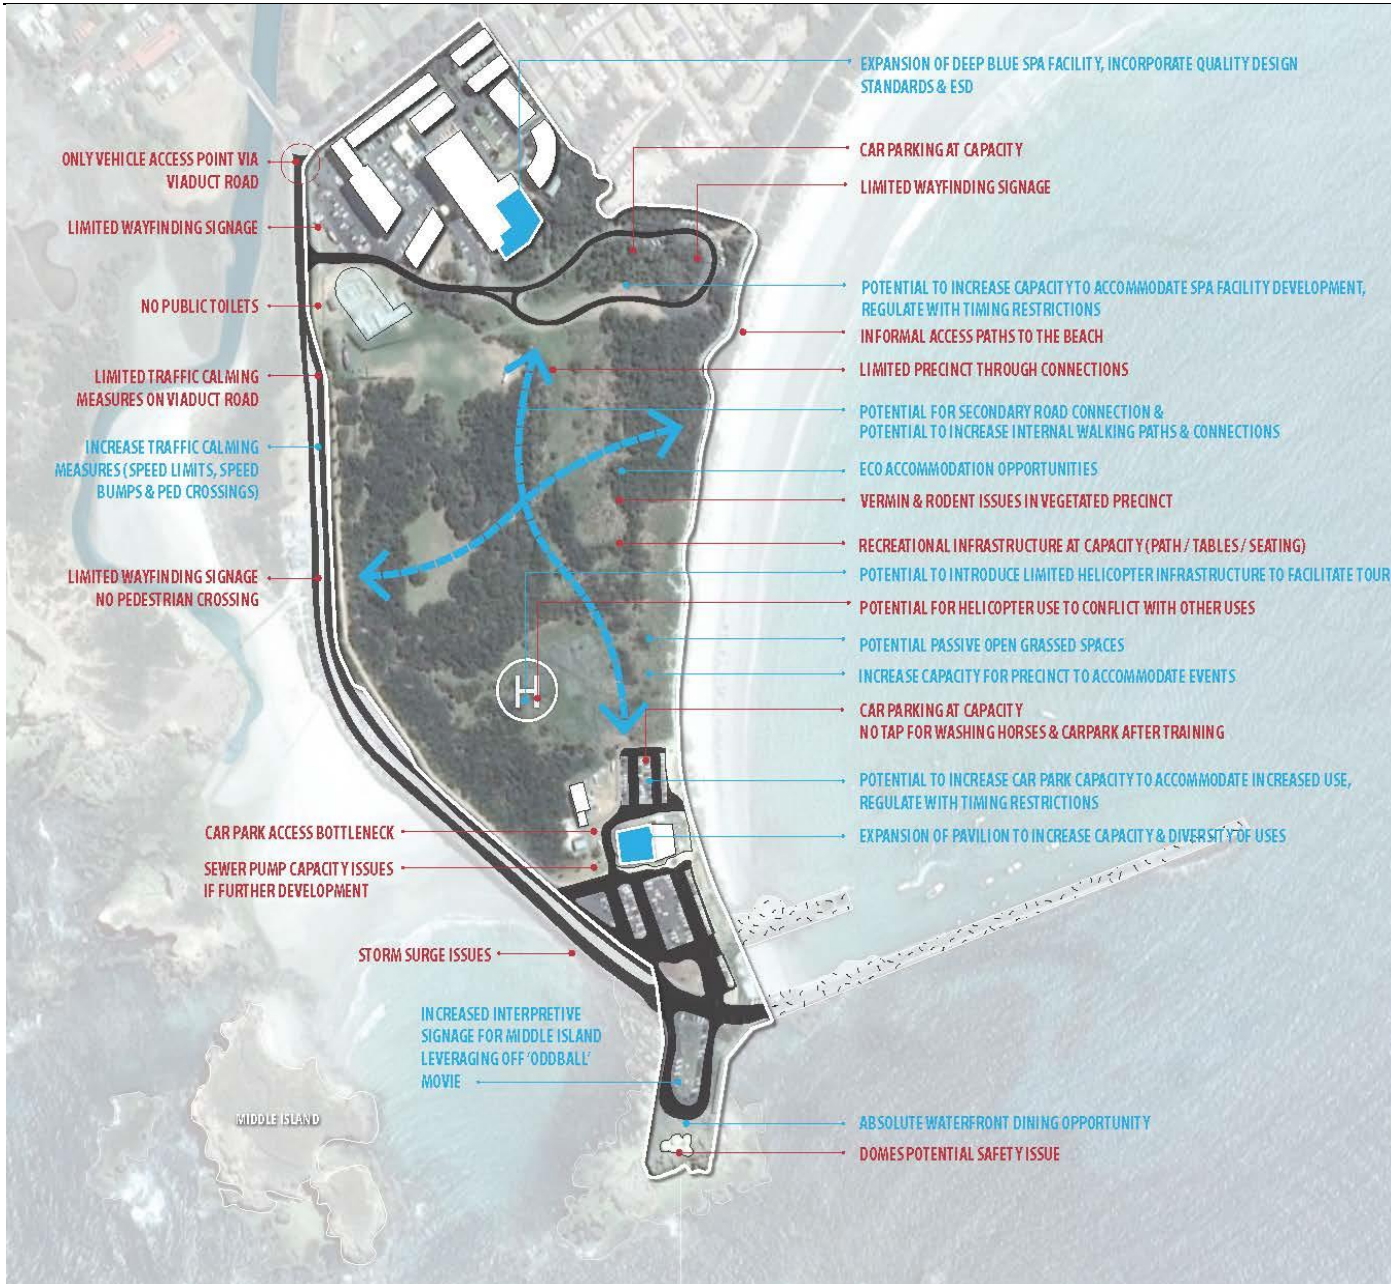 EXPANSION OF DEEP BLUE SPA FACILITY, INCORPORATE QUALITY DESIGN
STANDARDS & ESD
ONLY VEHICLE ACCESS POINT VIA
VIADUCT ROAD
CAR PARKING AT CAPACITY
LIMITED WAYFINDING SIGNAGE
LIMITED WAYFINDING SIGNAGE
NO PUBLIC TOILETS
POTENTIAL TO INCREASE CAPACITY TO ACCOMMODATE SPA FACILITY DEVELOPMENT,
REGULATE WITH TIMING RESTRICTIONS
INFORMAL ACCESS PATHS TO THE BEACH
LIMITED TRAFFIC CALMING
MEASURES ON VIADUCT ROAD
LIMITED PRECINCT THROUGH CONNECTIONS
POTENTIAL FOR SECONDARY ROAD CONNECTION &
POTENTIAL TO INCREASE INTERNAL WALKING PATHS & CONNECTIONS
INCREASE TRAFFIC CALMING
MEASURES (SPEED LIMITS, SPEED
BUMPS & PED CROSSINGS)
ECO ACCOMMODATION OPPORTUNITIES
VERMIN & RODENT ISSUES IN VEGETATED PRECINCT
RECREATIONAL INFRASTRUCTURE AT CAPACITY (PATH / TABLES / SEATING)
LIMITED WAYFINDING SIGNAGE
NO PEDESTRIAN CROSSING
POTENTIAL TO INTRODUCE LIMITED HELICOPTER INFRASTRUCTURE TO FACILITATE TOUR
POTENTIAL FOR HELICOPTER USE TO CONFLICT WITH OTHER USES
POTENTIAL PASSIVE OPEN GRASSED SPACES
INCREASE CAPACITY FOR PRECINCT TO ACCOMMODATE EVENTS
H
CAR PARKING AT CAPACITY
NO TAP FOR WASHING HORSES & CARPARK AFTER TRAINING
POTENTIAL TO INCREASE CAR PARK CAPACITY TO ACCOMMODATE INCREASED USE,
REGULATE WITH TIMING RESTRICTIONS
CAR PARK ACCESS BOTTLENECK
EXPANSION OF PAVILION TO INCREASE CAPACITY & DIVERSITY OF USES
SEWER PUMP CAPACITY ISSUES
IF FURTHER DEVELOPMENT
STORM SURGE ISSUES
INCREASED INTERPRETIVE
SIGNAGE FOR MIDDLE ISLAND
LEVERAGING OFF 'ODDBALL'
MOVIE
MIDDLE ISLAND
ABSOLUTE WATERFRONT DINING OPPORTUNITY
DOMES POTENTIAL SAFETY ISSUE